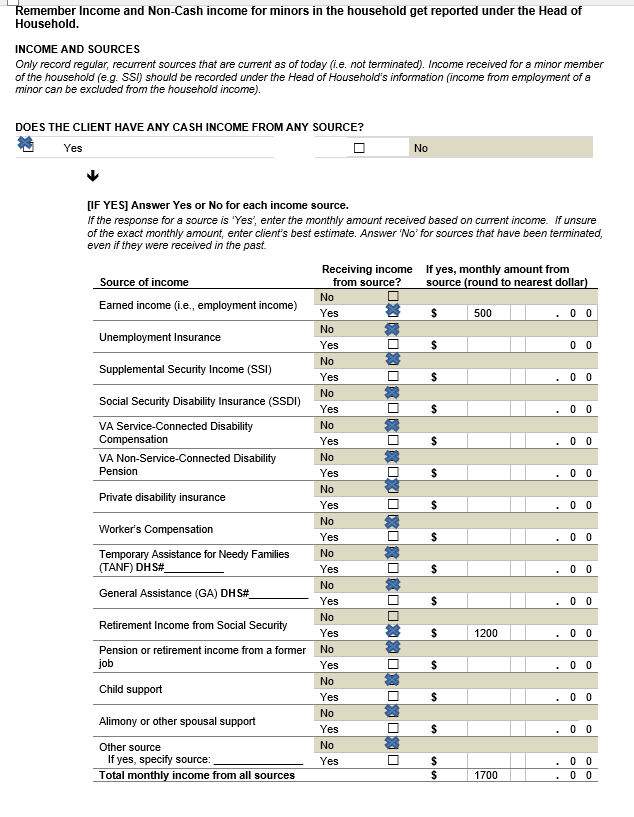 Remember Income and Non-Cash income for minors in the household get reported under the Head of
Household.
INCOME AND SOURCES
Only record regular, recurrent sources that are current as of today (i.e. not terminated). Income received for a minor member
of the household (e.g. SSI) should be recorded under the Head of Household's information (income from employment of a
minor can be excluded from the household income).
DOES THE CLIENT HAVE ANY CASH INCOME FROM ANY SOURCE?
Yes No
[IF YES] Answer Yes or No for each income source.
If the response for a source is 'Yes', enter the monthly amount received based on current income. If unsure
of the exact monthly amount, enter client's best estimate. Answer 'No' for sources that have been terminated,
even if they were received in the past.
Source of income
Receiving income
from source?
If yes, monthly amount from
source (round to nearest dollar)
Earned income (i.e., employment income)
No
Yes $ 500 . 0 0
Unemployment Insurance
No
Yes $ 0 0
Supplemental Security Income (SSI)
No
Yes $ . 0 0
Social Security Disability Insurance (SSDI)
No
Yes $ . 0 0
VA Service-Connected Disability
Compensation
No
Yes $ . 0 0
VA Non-Service-Connected Disability
Pension
No
Yes $ . 0 0
Private disability insurance
No
Yes $ . 0 0
Worker's Compensation
No
Yes $ . 0 0
Temporary Assistance for Needy Families
(TANF) DHS#_________
No
Yes $ . 0 0
General Assistance (GA) DHS#_________
No
Yes $ . 0 0
Retirement Income from Social Security
No
Yes $ 1200 . 0 0
Pension or retirement income from a former
job
No
Yes $ . 0 0
Child support
No
Yes $ . 0 0
Alimony or other spousal support
No
Yes $ . 0 0
Other source
If yes, specify source: _____________
No
Yes $ . 0 0
Total monthly income from all sources $ 1700 . 0 0